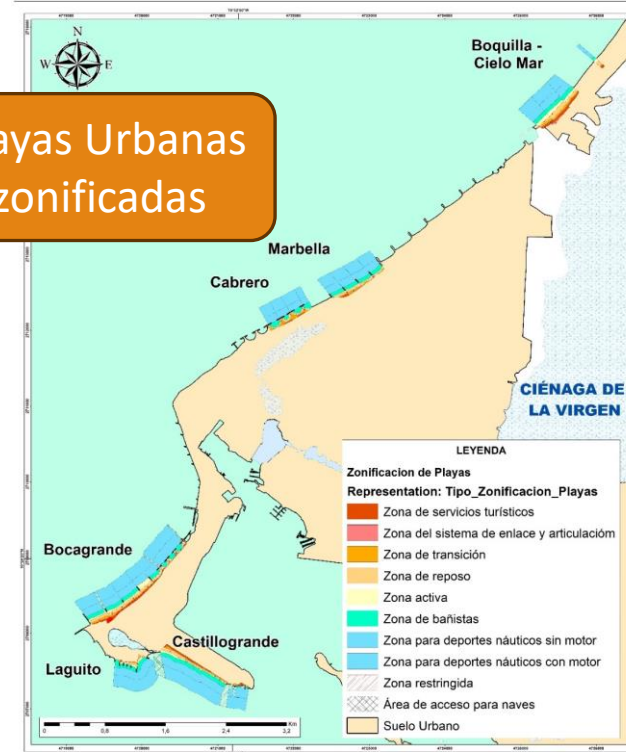 N
W E
S
Boquilla -
Cielo Mar
ayas Urbanas
zonificadas
Marbella
Cabrero
CIÉNAGA DE
LA VIRGEN
Bocagrande
Castillogrande
Laguito
LEYENDA
Zonificacion de Playas
Representation: Tipo_Zonificacion_Playas
Zona de servicios turísticos
Zona del sistema de enlace y articulacióm
Zona de transición
Zona de reposo
Zona activa
Zona de bañistas
Zona para deportes náuticos sin motor
Zona para deportes náuticos con motor
Zona restringida
Área de acceso para naves
Suelo Urbano
0 0,8 1,6 2,4 3,2
Km